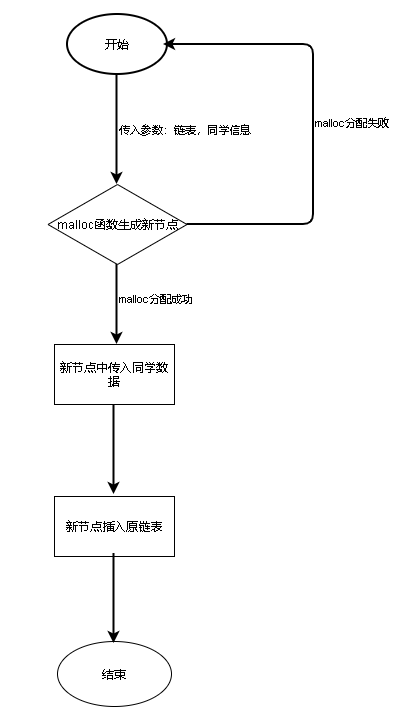 开始
传入参数：链表，同学信息
malloc分配失败
malloc函数生成新节点
malloc分配成功
新节点中传入同学数
据
新节点插入原链表
结束